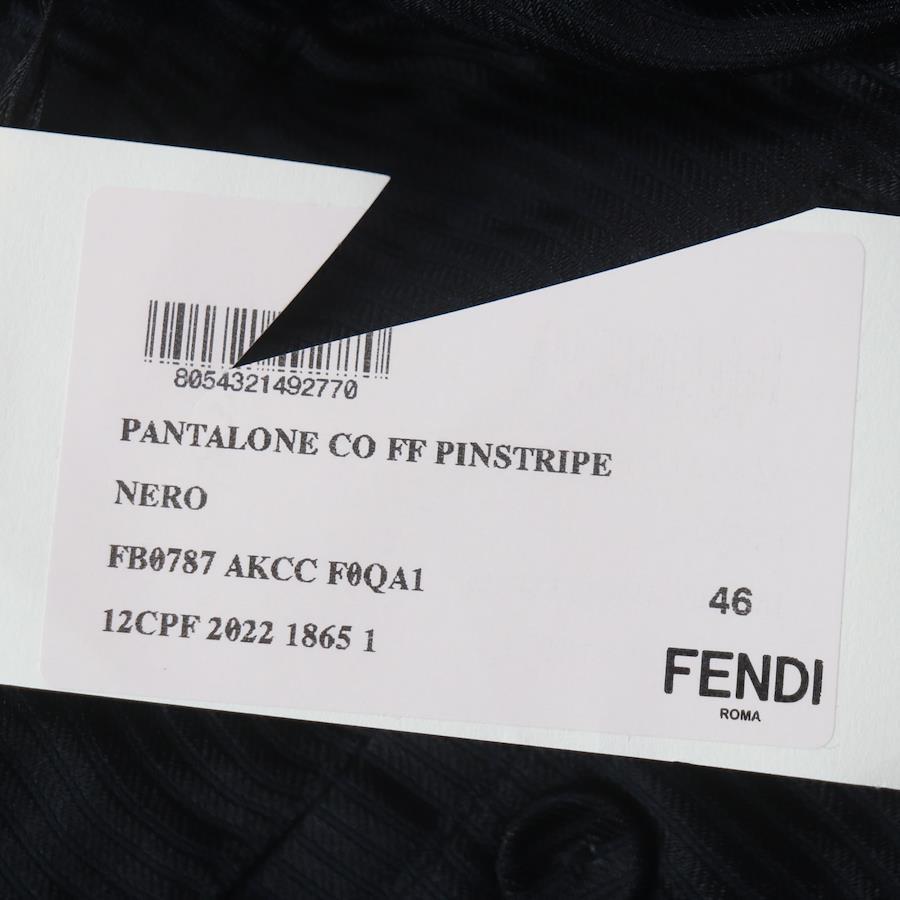 8054321492770
PANTALONE CO FF PINSTRIPE
NERO
FB0787 AKCC F0QA1
12CPF 2022 1865 1
46
FENDI
ROMA